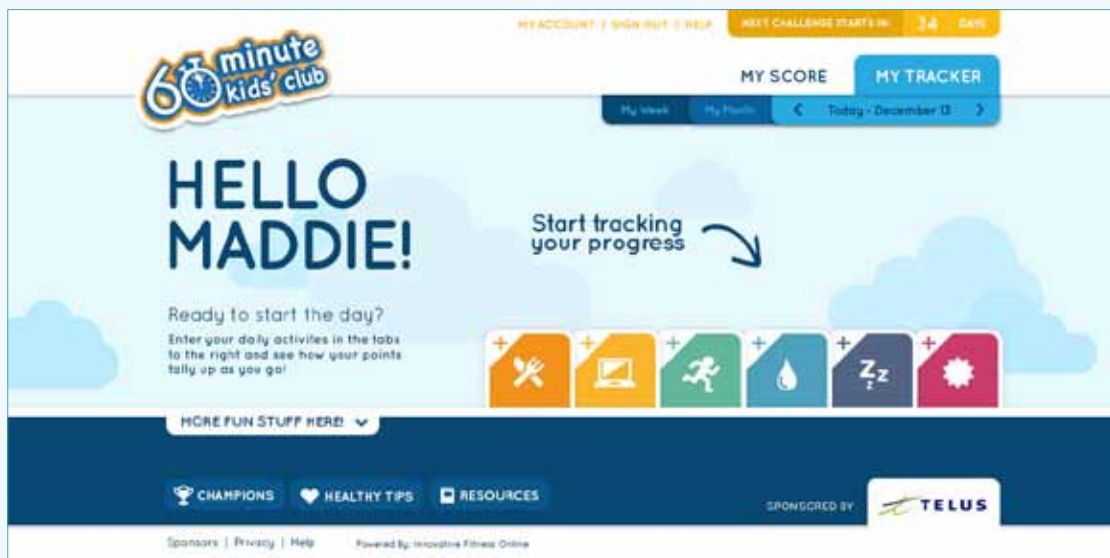 MY ACCOUNT | SIGN OUT | HELP
NEXT CHALLENGE STARTS IN: 34 DAYS
60 minute
kids' club
MY SCORE
MY TRACKER
My Week
My Month
Today - December 13
HELLO
MADDIE!
Start tracking
your progress
Ready to start the day?
Enter your daily activites in the tabs
to the right and see how your points
tally up as you go!
Zzz
MORE FUN STUFF HERE!
CHAMPIONS
HEALTHY TIPS
RESOURCES
SPONSORED BY
TELUS
Sponsors | Privacy | Help
Powered By: Innovative Fitness Online